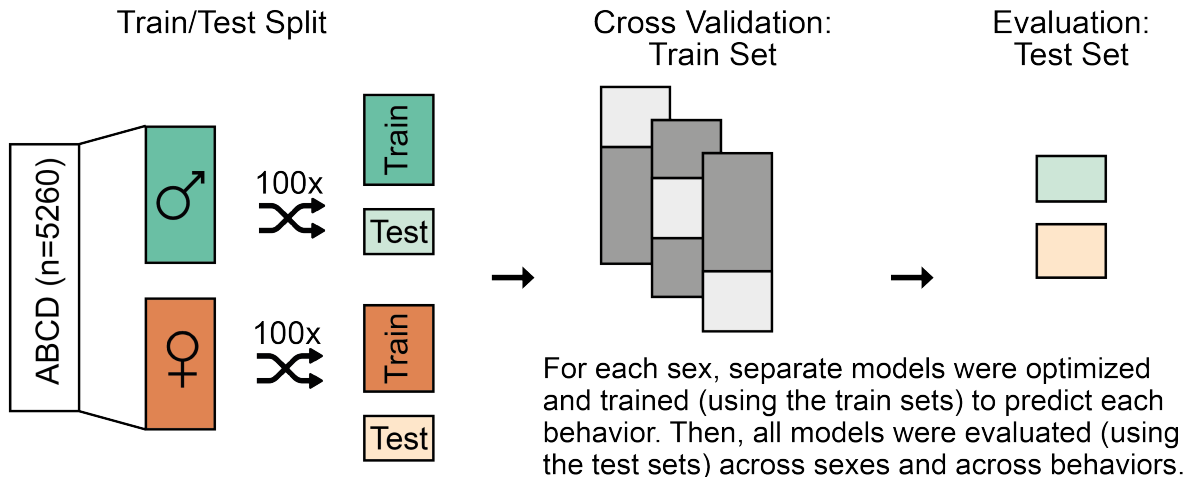 Train/Test Split
Cross Validation:
Train Set
Evaluation:
Test Set
ABCD (n=5260)
♂
100x
Train
Test
♀
100x
Train
Test
For each sex, separate models were optimized
and trained (using the train sets) to predict each
behavior. Then, all models were evaluated (using
the test sets) across sexes and across behaviors.